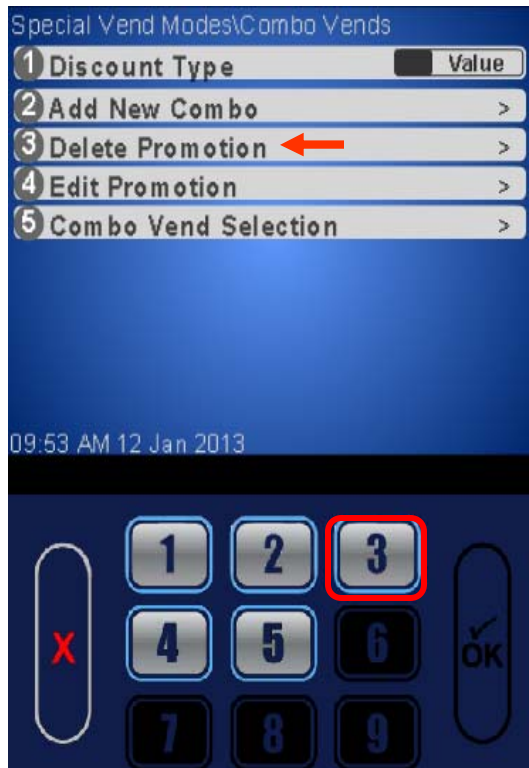 Special Vend Modes\Combo Vends
1 Discount Type Value
2 Add New Combo >
3 Delete Promotion >
4 Edit Promotion >
5 Combo Vend Selection >
09:53 AM 12 Jan 2013
1 2 3
X 4 5 6 OK
7 8 9